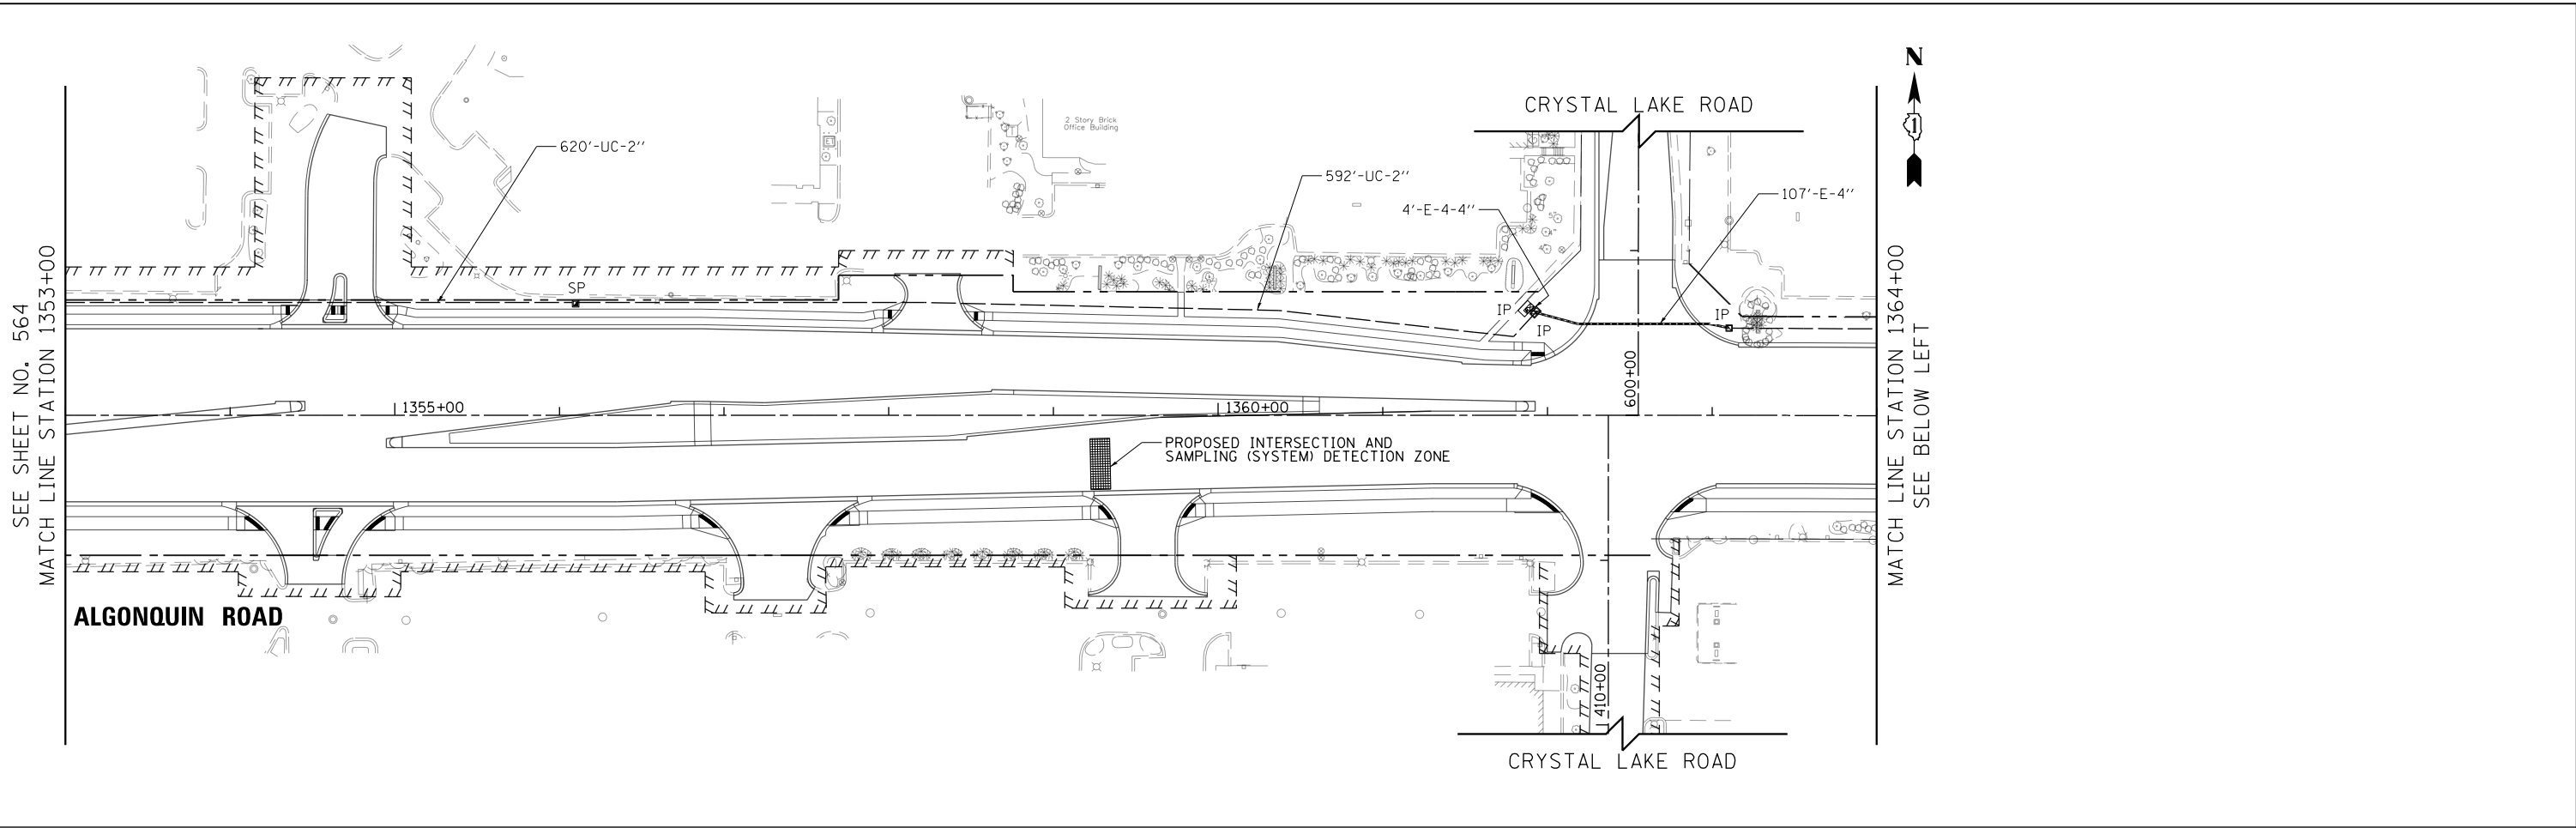 N
1
CRYSTAL LAKE ROAD
2 Story Brick
Office Building
620'-UC-2''
592'-UC-2''
4'-E-4-4''
107'-E-4''
SP
IP
IP
IP
SEE SHEET NO. 564
MATCH LINE STATION 1353+00
MATCH LINE STATION 1364+00
SEE BELOW LEFT
1355+00
1360+00
600+00
PROPOSED INTERSECTION AND
SAMPLING (SYSTEM) DETECTION ZONE
ALGONQUIN ROAD
410+00
CRYSTAL LAKE ROAD